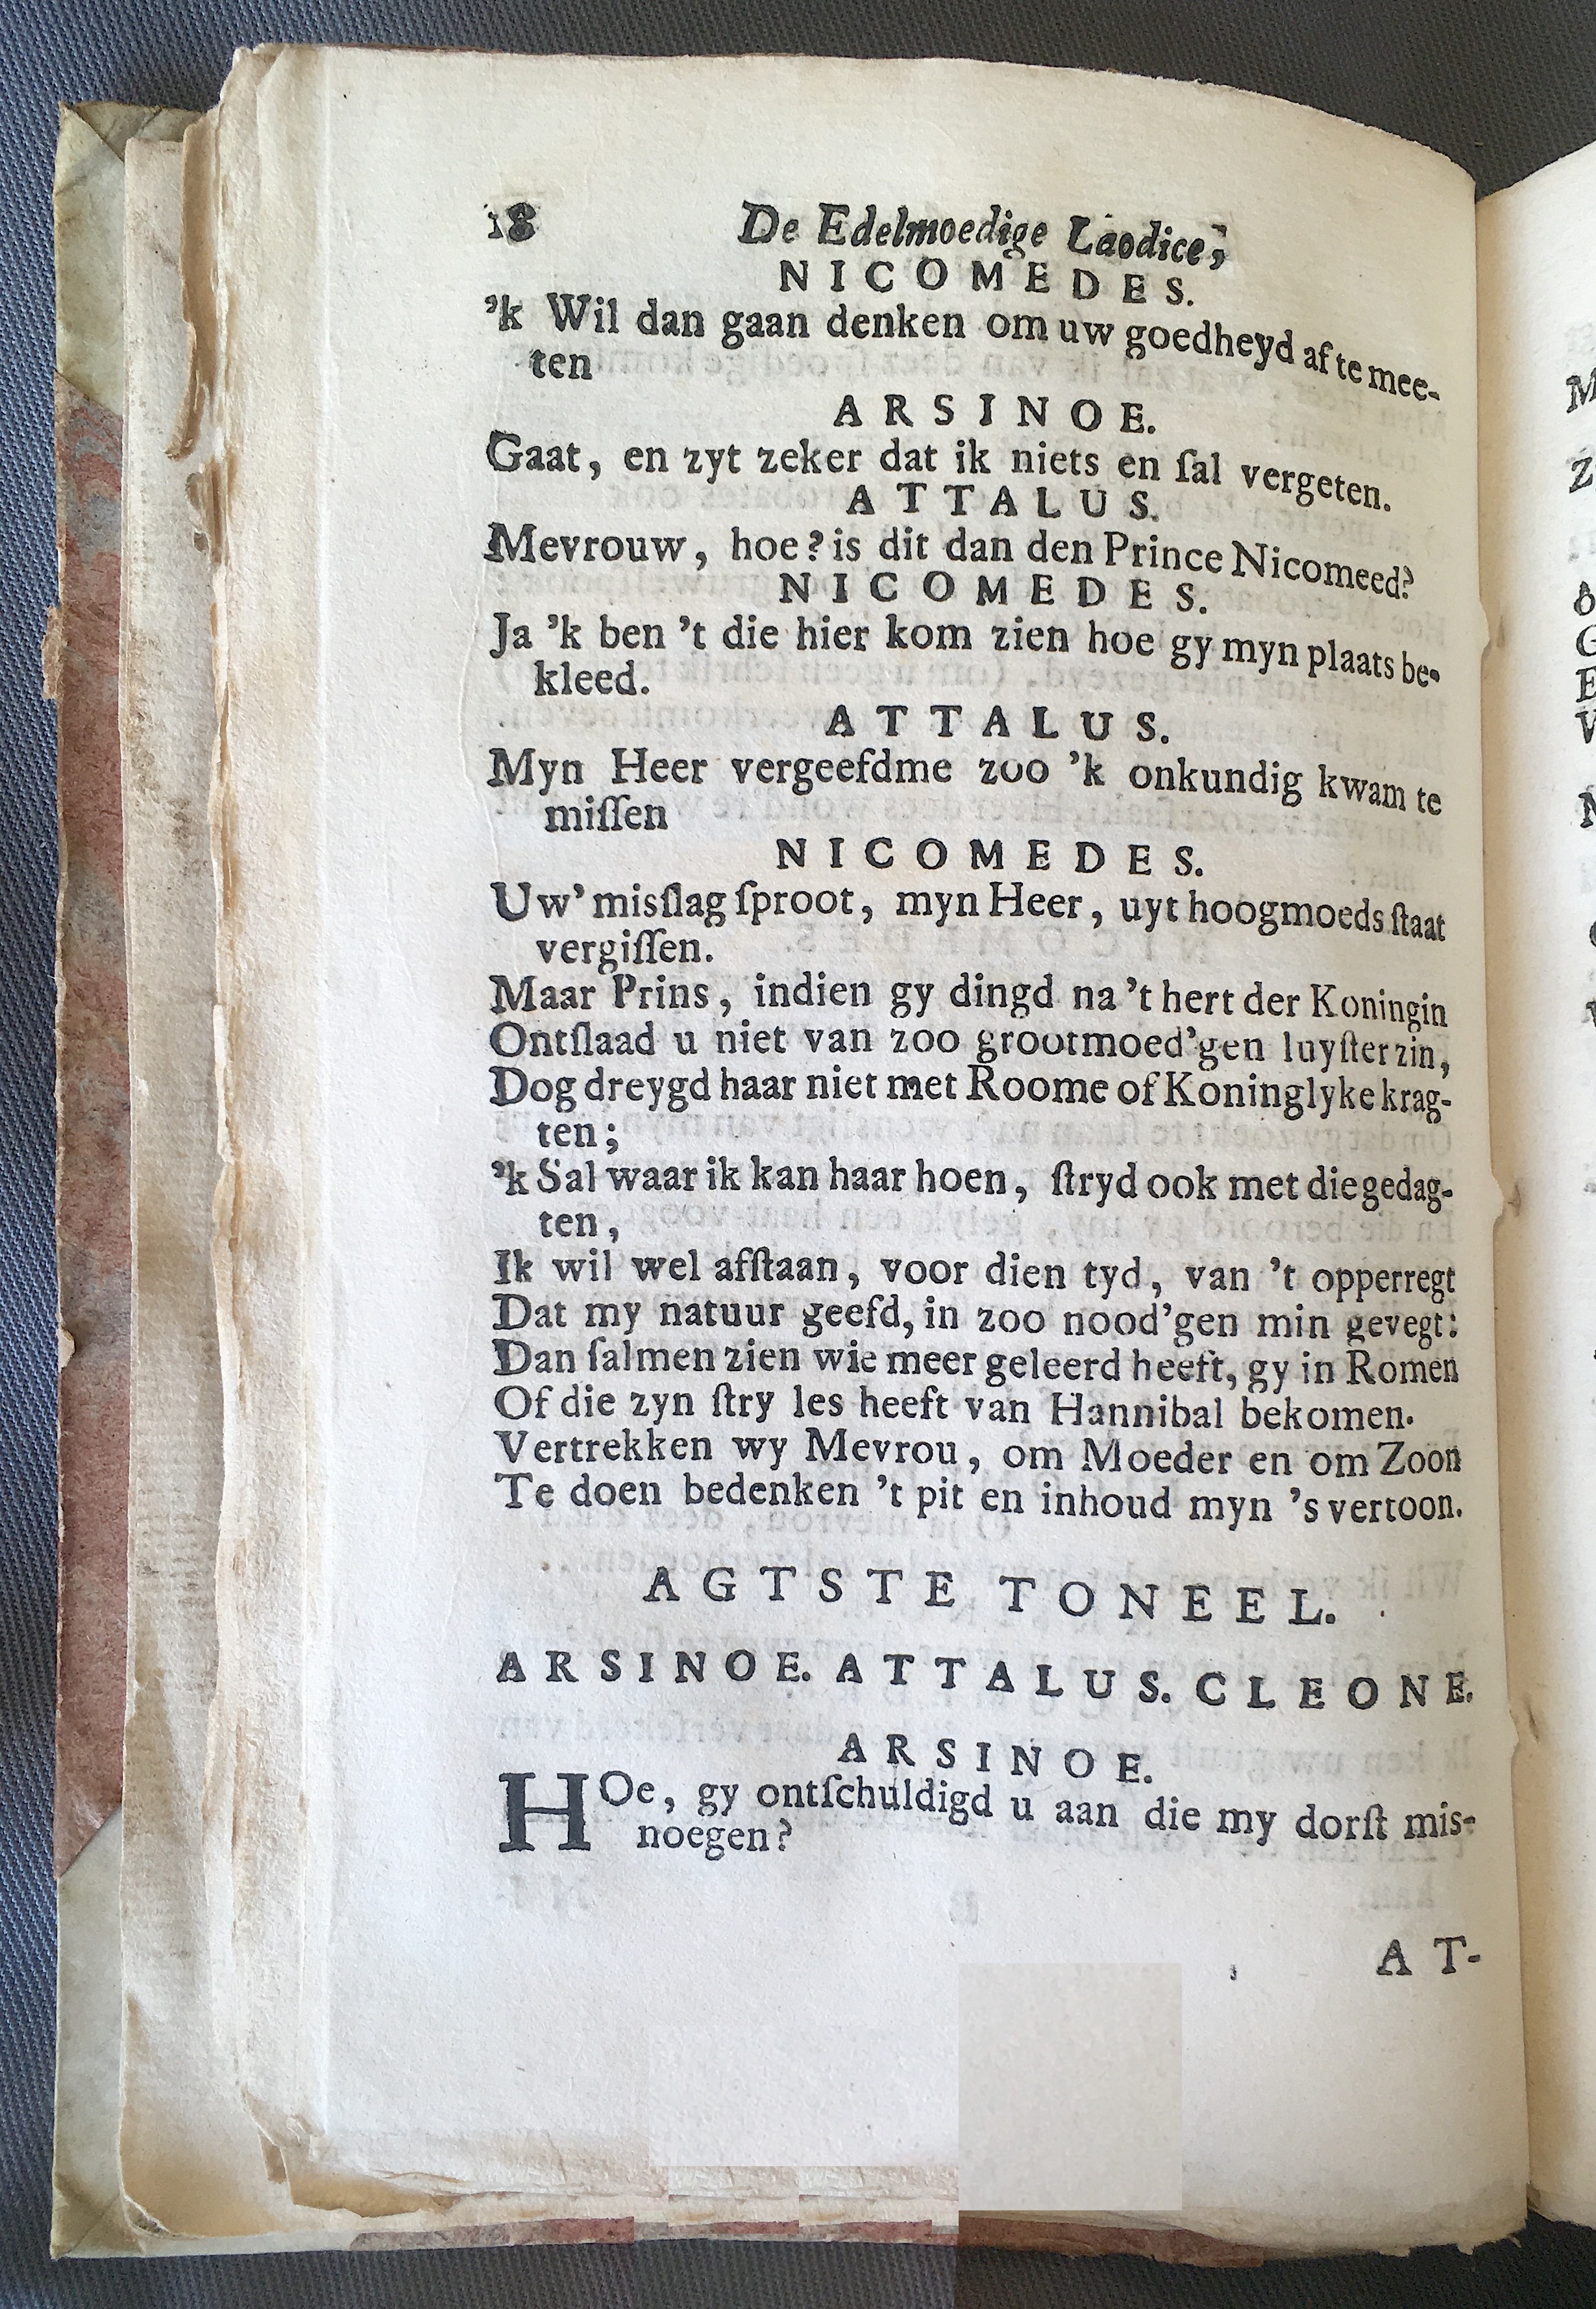 18 De Edelmoedige Laodice,
NICOMEDES.
’k Wil dan gaan denken om uw goedheyd af te mee-
ten
ARSINOE.
Gaat, en zyt zeker dat ik niets en ſal vergeten.
ATTALUS.
Mevrouw, hoe? is dit dan den Prince Nicomeed?
NICOMEDES.
Ja ’k ben ’t die hier kom zien hoe gy myn plaats be-
kleed.
ATTALUS.
Myn Heer vergeefdme zoo ’k onkundig kwam te
miſſen
NICOMEDES.
Uw’ misſlag ſproot, myn Heer, uyt hoogmoeds ſtaat
vergiſſen.
Maar Prins, indien gy dingd na ’t hert der Koningin
Ontſlaad u niet van zoo grootmoed’gen luyſter zin,
Dog dreygd haar niet met Roome of Koninglyke krag-
ten;
’k Sal waar ik kan haar hoen, ſtryd ook met die gedag-
ten,
Ik wil wel afſtaan, voor dien tyd, van ’t opperregt
Dat my natuur geefd, in zoo nood’gen min gevegt:
Dan ſalmen zien wie meer geleerd heeft, gy in Romen
Of die zyn ſtry les heeft van Hannibal bekomen.
Vertrekken wy Mevrou, om Moeder en om Zoon
Te doen bedenken ’t pit en inhoud myn ’s vertoon.
AGTSTE TONEEL.
ARSINOE. ATTALUS. CLEONE.
ARSINOE.
HOe, gy ontſchuldigd u aan die my dorſt mis-
noegen?
AT-